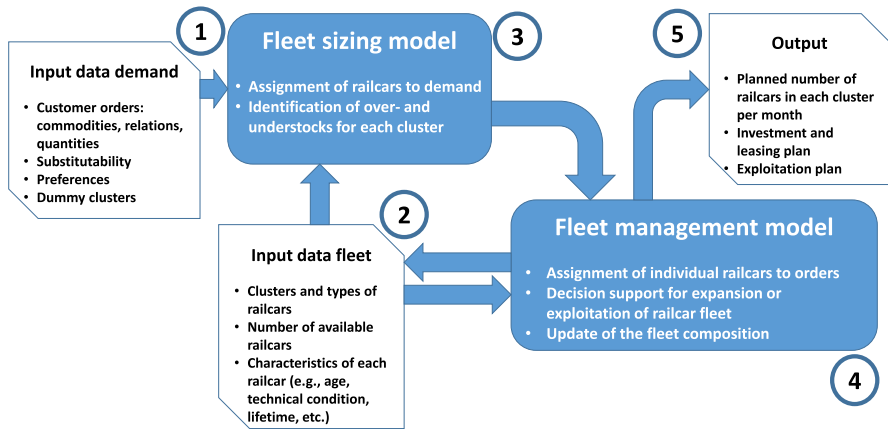 1
Input data demand
• Customer orders:
commodities, relations,
quantities
• Substitutability
• Preferences
• Dummy clusters
Fleet sizing model
• Assignment of railcars to demand
• Identification of over- and
understocks for each cluster
3
2
Input data fleet
• Clusters and types of
railcars
• Number of available
railcars
• Characteristics of each
railcar (e.g., age,
technical condition,
lifetime, etc.)
Fleet management model
• Assignment of individual railcars to orders
• Decision support for expansion or
exploitation of railcar fleet
• Update of the fleet composition
4
5
Output
• Planned number of
railcars in each cluster
per month
• Investment and
leasing plan
• Exploitation plan